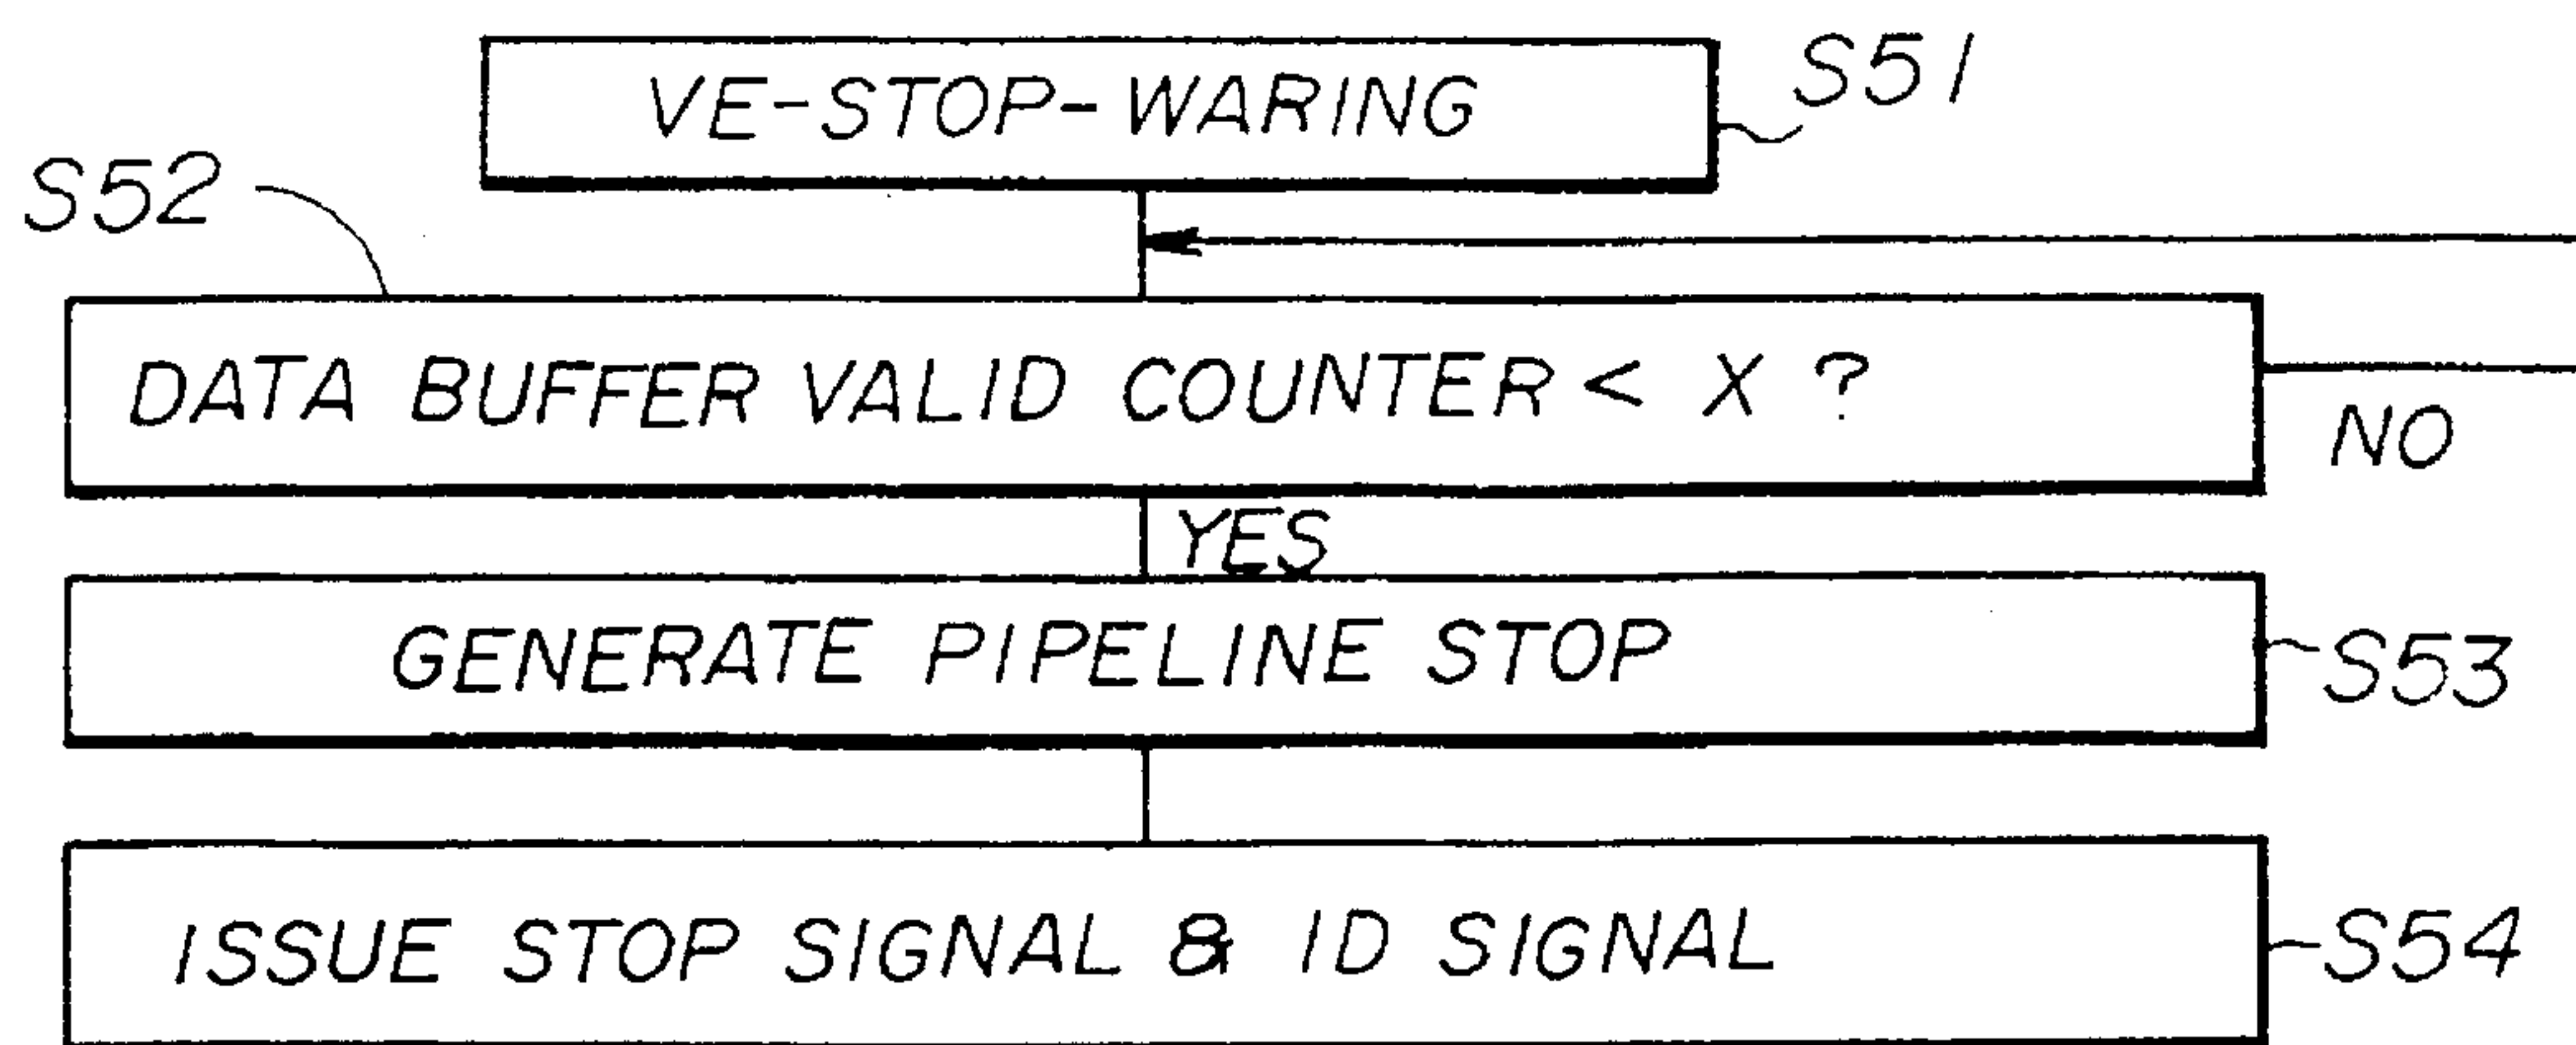 VE-STOP-WARING
S51
S52
DATA BUFFER VALID COUNTER < X ?
NO
YES
GENERATE PIPELINE STOP
S53
ISSUE STOP SIGNAL & ID SIGNAL
S54